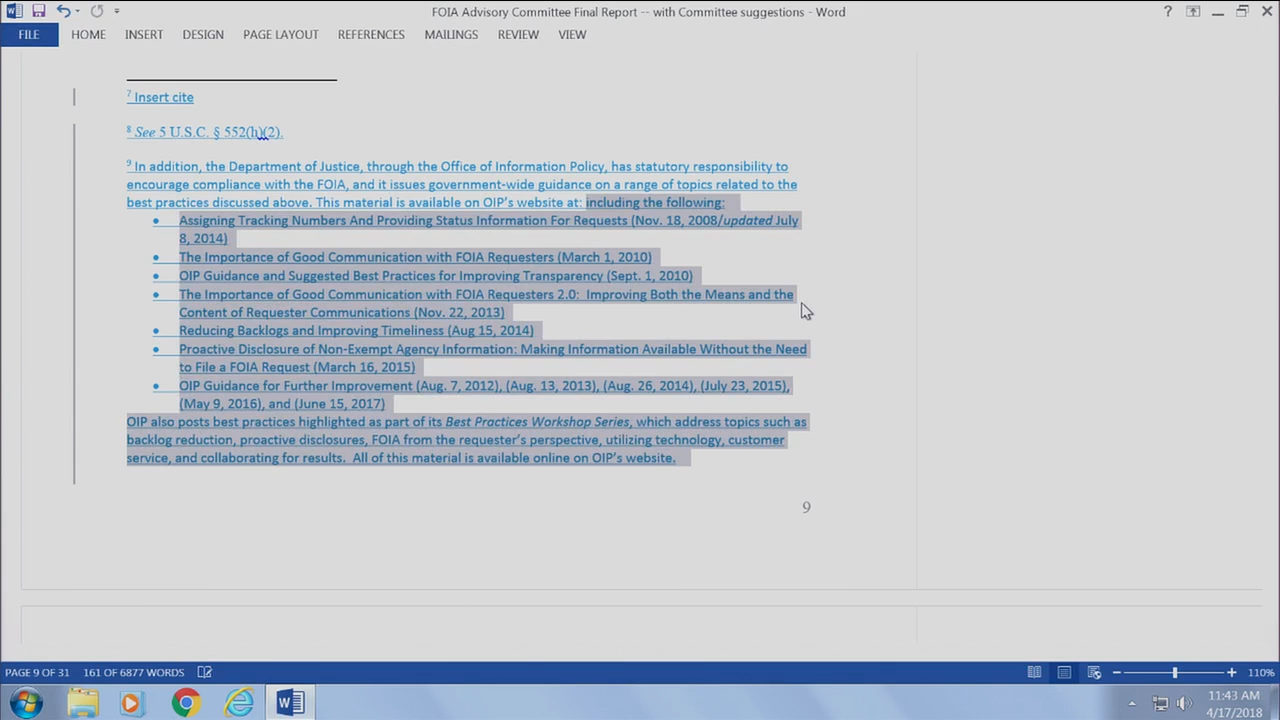 FOIA Advisory Committee Final Report -- with Committee suggestions - Word
?
FILE HOME INSERT DESIGN PAGE LAYOUT REFERENCES MAILINGS REVIEW VIEW
7 Insert cite
8 See 5 U.S.C. § 552(h)(2).
9 In addition, the Department of Justice, through the Office of Information Policy, has statutory responsibility to
encourage compliance with the FOIA, and it issues government-wide guidance on a range of topics related to the
best practices discussed above. This material is available on OIP's website at: including the following:
• Assigning Tracking Numbers And Providing Status Information For Requests (Nov. 18, 2008/updated July
8, 2014)
• The Importance of Good Communication with FOIA Requesters (March 1, 2010)
• OIP Guidance and Suggested Best Practices for Improving Transparency (Sept. 1, 2010)
• The Importance of Good Communication with FOIA Requesters 2.0:  Improving Both the Means and the
Content of Requester Communications (Nov. 22, 2013)
• Reducing Backlogs and Improving Timeliness (Aug 15, 2014)
• Proactive Disclosure of Non-Exempt Agency Information: Making Information Available Without the Need
to File a FOIA Request (March 16, 2015)
• OIP Guidance for Further Improvement (Aug. 7, 2012), (Aug. 13, 2013), (Aug. 26, 2014), (July 23, 2015),
(May 9, 2016), and (June 15, 2017)
OIP also posts best practices highlighted as part of its Best Practices Workshop Series, which address topics such as
backlog reduction, proactive disclosures, FOIA from the requester's perspective, utilizing technology, customer
service, and collaborating for results.  All of this material is available online on OIP's website.
9
PAGE 9 OF 31 161 OF 6877 WORDS 110%
11:43 AM
4/17/2018